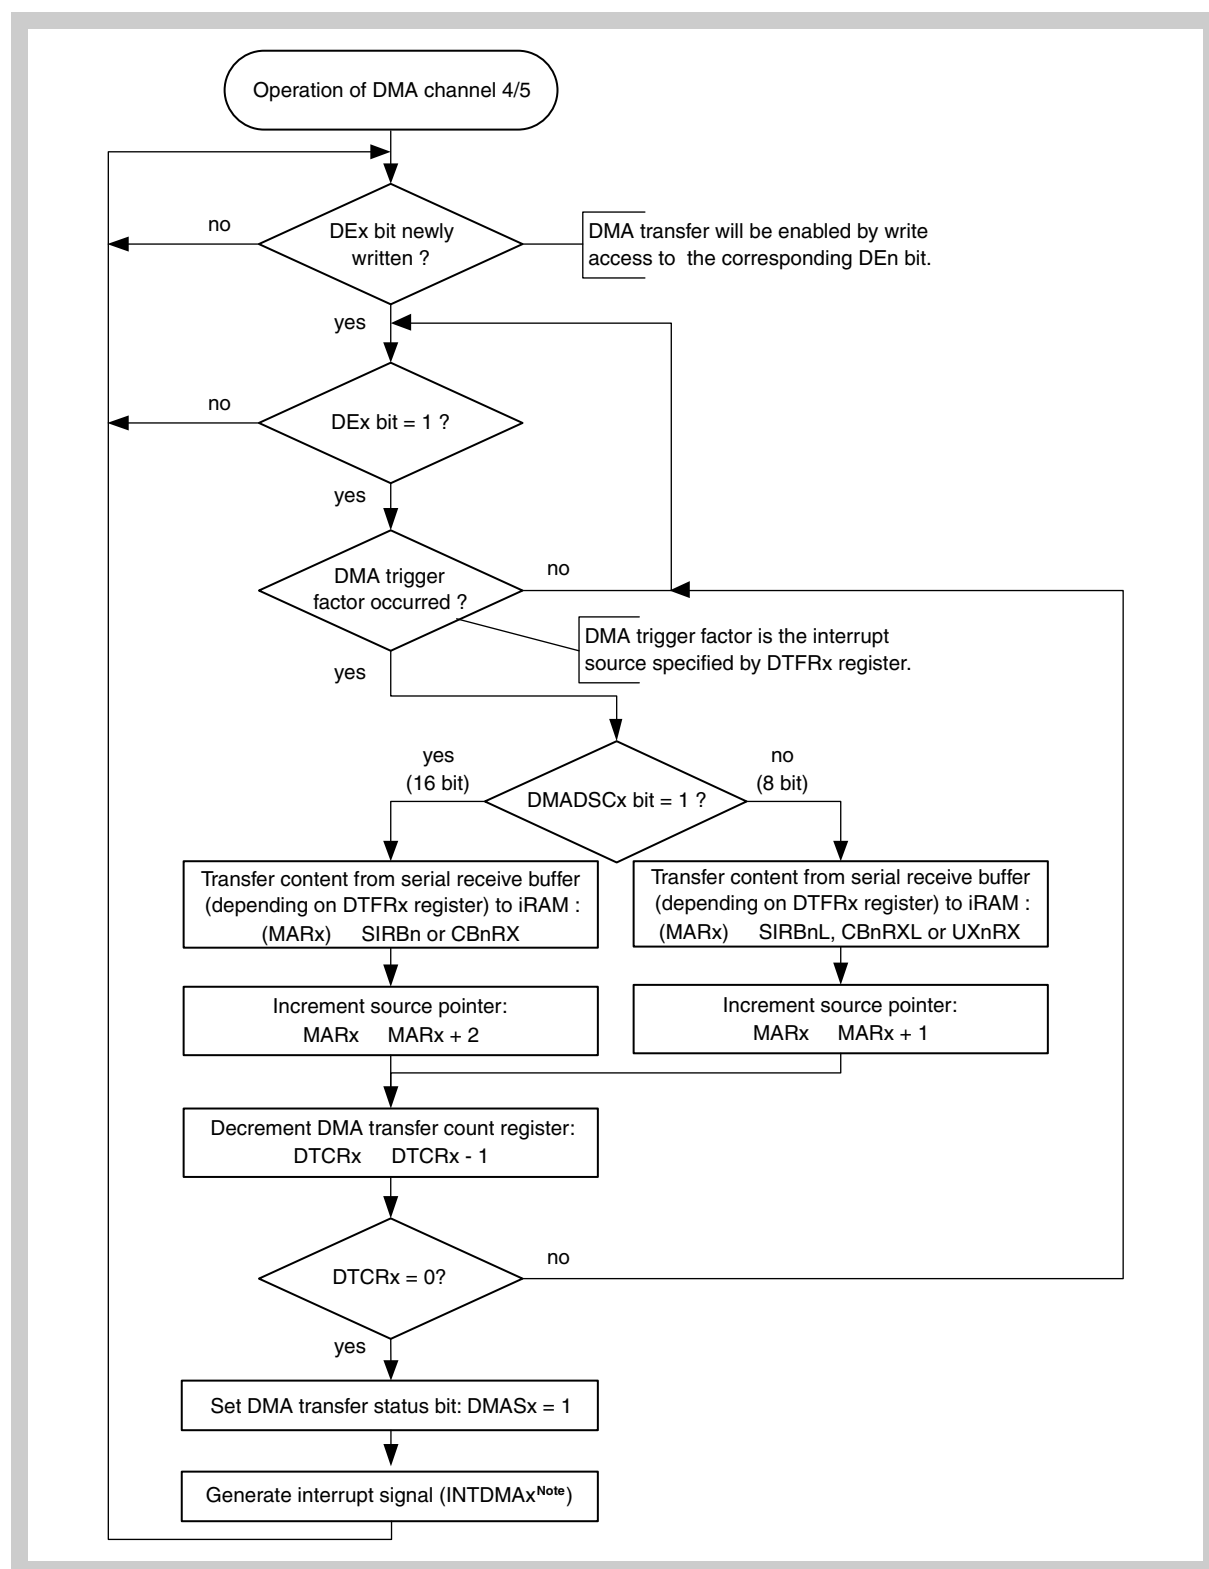 Operation of DMA channel 4/5
no
DEx bit newly
written ?
DMA transfer will be enabled by write
access to the corresponding DEn bit.
yes
no
DEx bit = 1 ?
yes
DMA trigger
factor occurred ?
no
DMA trigger factor is the interrupt
source specified by DTFRx register.
yes
yes
(16 bit)
DMADSCx bit = 1 ?
no
(8 bit)
Transfer content from serial receive buffer
(depending on DTFRx register) to iRAM :
(MARx) SIRBn or CBnRX
Transfer content from serial receive buffer
(depending on DTFRx register) to iRAM :
(MARx) SIRBnL, CBnRXL or UXnRX
Increment source pointer:
MARx MARx + 2
Increment source pointer:
MARx MARx + 1
Decrement DMA transfer count register:
DTCRx DTCRx - 1
DTCRx = 0?
no
yes
Set DMA transfer status bit: DMASx = 1
Generate interrupt signal (INTDMAxNote)